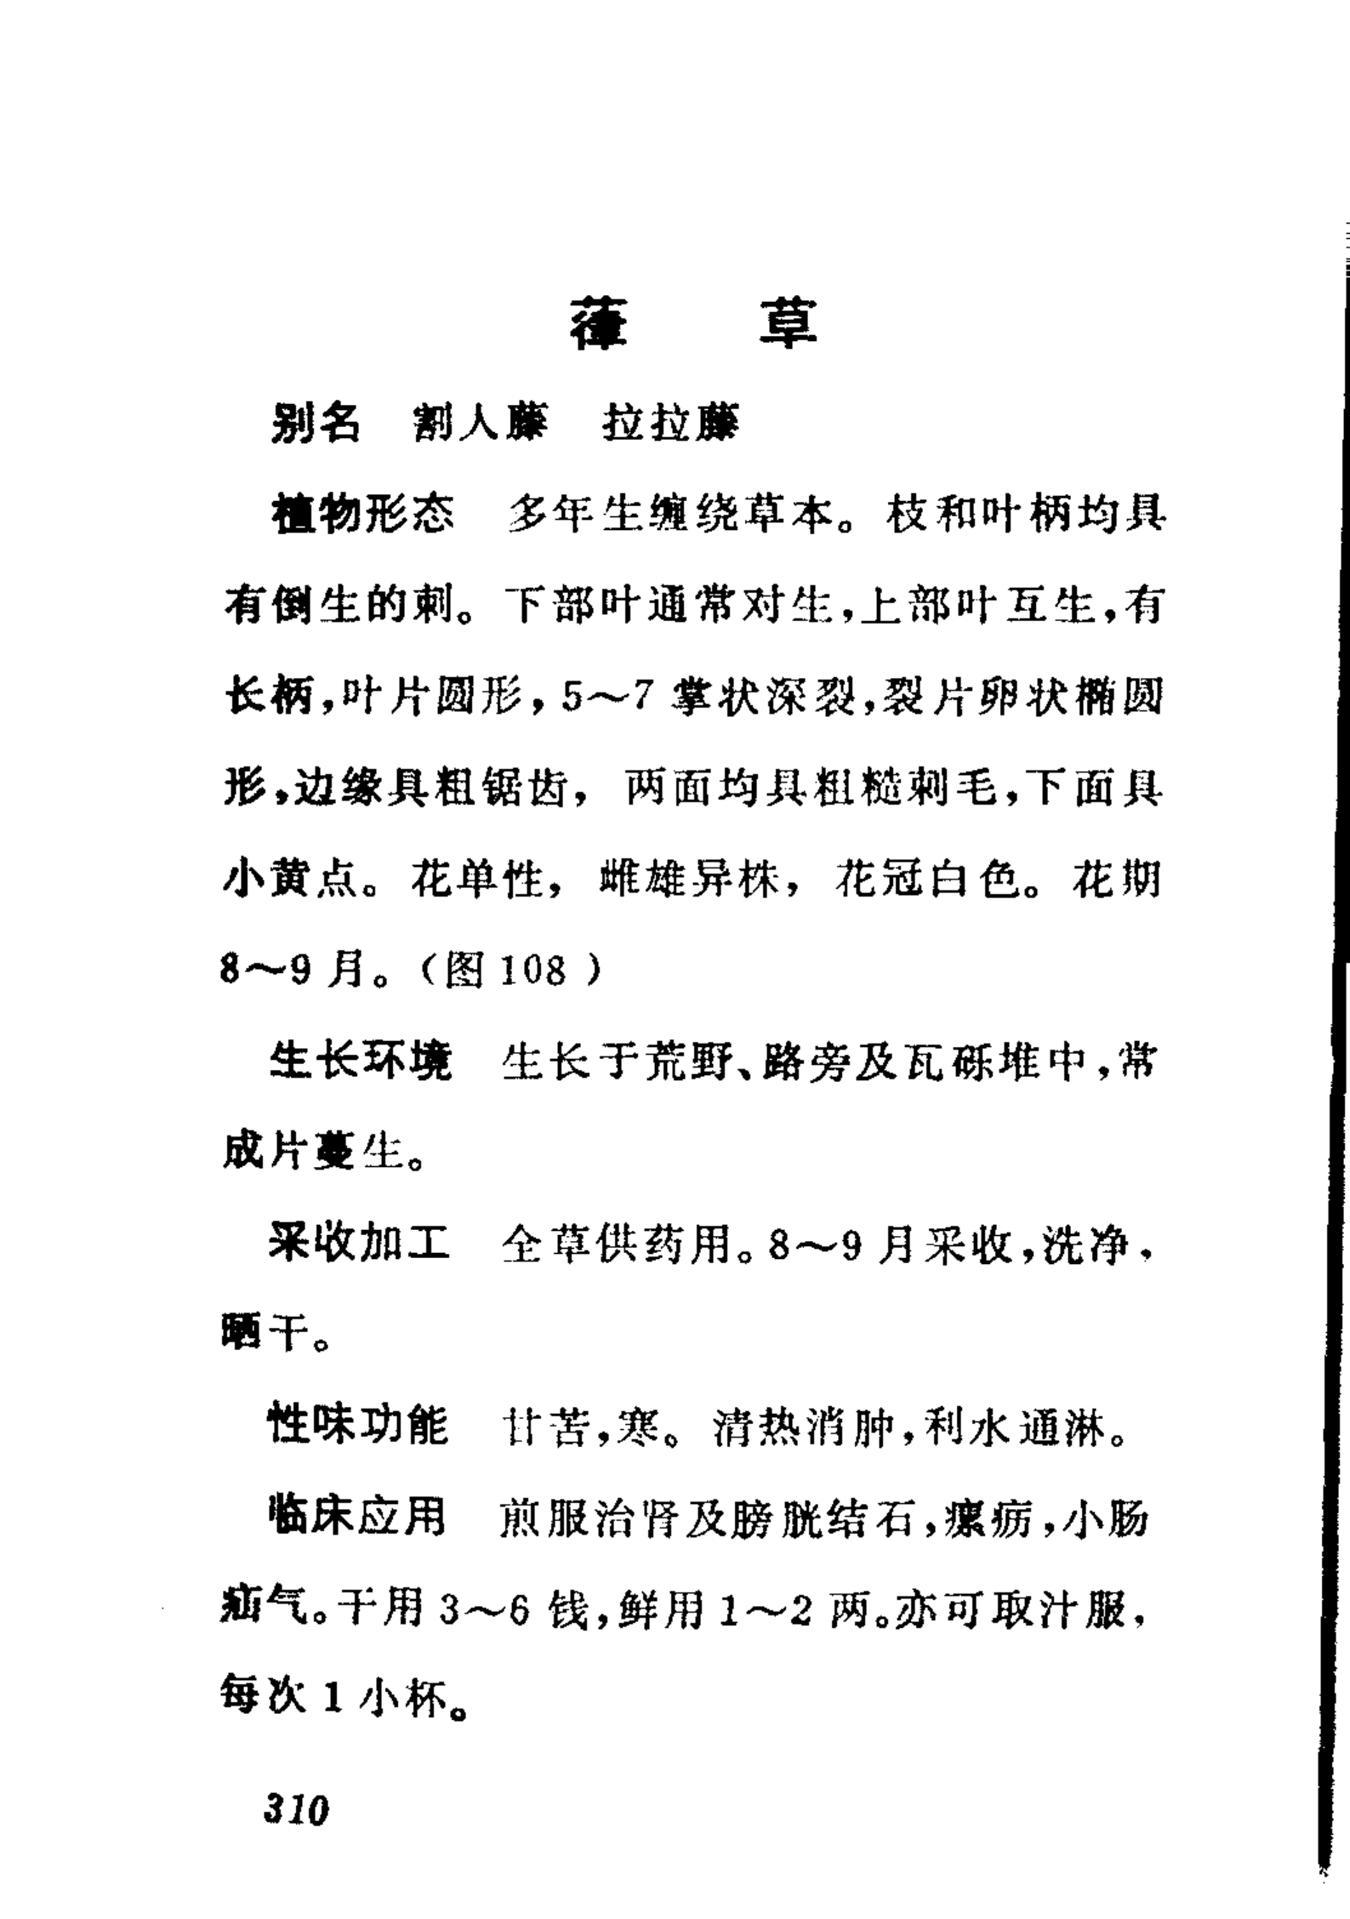 葎 草
别名 割人藤 拉拉藤
植物形态 多年生缠绕草本。枝和叶柄均具
有倒生的刺。下部叶通常对生,上部叶互生,有
长柄,叶片圆形,5～7掌状深裂,裂片卵状椭圆
形,边缘具粗锯齿,两面均具粗糙刺毛,下面具
小黄点。花单性,雌雄异株,花冠白色。花期
8～9月。(图108)
生长环境 生长于荒野、路旁及瓦砾堆中,常
成片蔓生。
采收加工 全草供药用。8～9月采收,洗净,
晒干。
性味功能 甘苦,寒。清热消肿,利水通淋。
临床应用 煎服治肾及膀胱结石,瘰疬,小肠
疝气。干用3～6钱,鲜用1～2两。亦可取汁服,
每次1小杯。
310